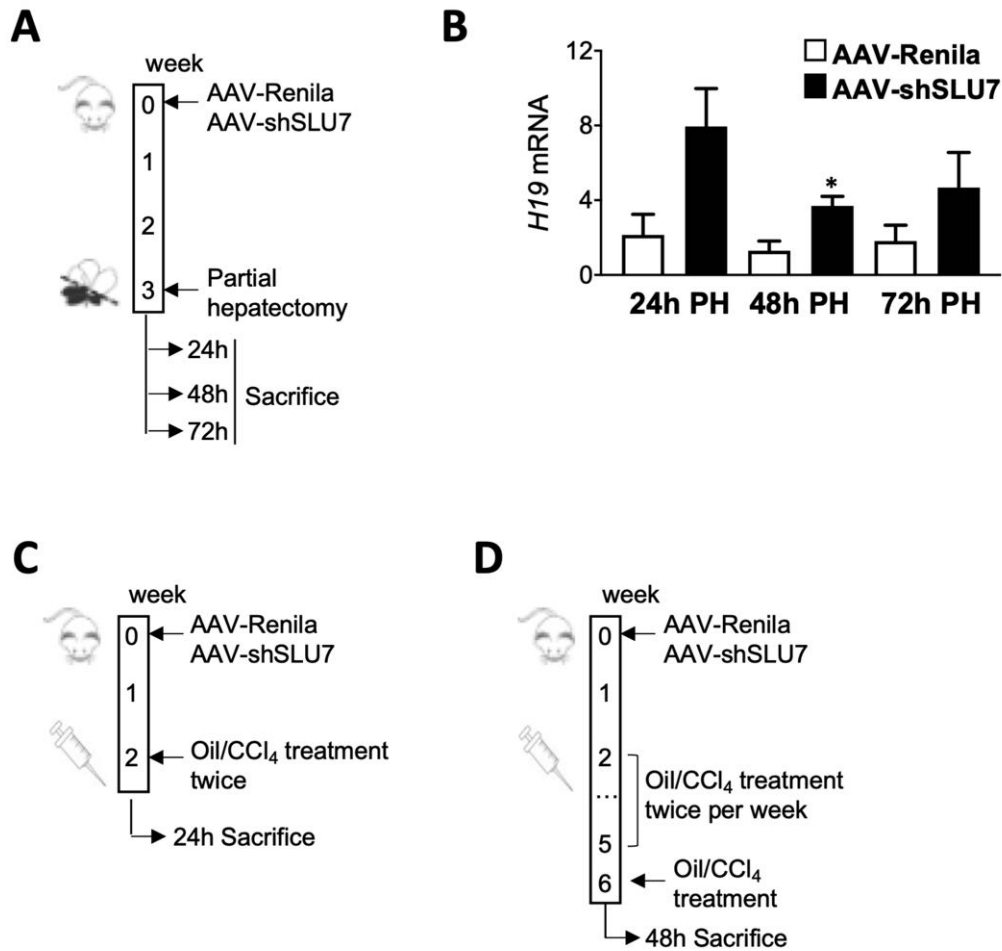 A
week
0
AAV-Renila
AAV-shSLU7
1
2
3
Partial
hepatectomy
24h
48h
Sacrifice
72h
B
12
8
4
0
H19 mRNA
AAV-Renila
AAV-shSLU7
*
24h PH 48h PH 72h PH
C
week
0
AAV-Renila
AAV-shSLU7
1
2
Oil/CCl₄ treatment
twice
24h Sacrifice
D
week
0
AAV-Renila
AAV-shSLU7
1
2
...
5
Oil/CCl₄ treatment
twice per week
6
Oil/CCl₄
treatment
48h Sacrifice